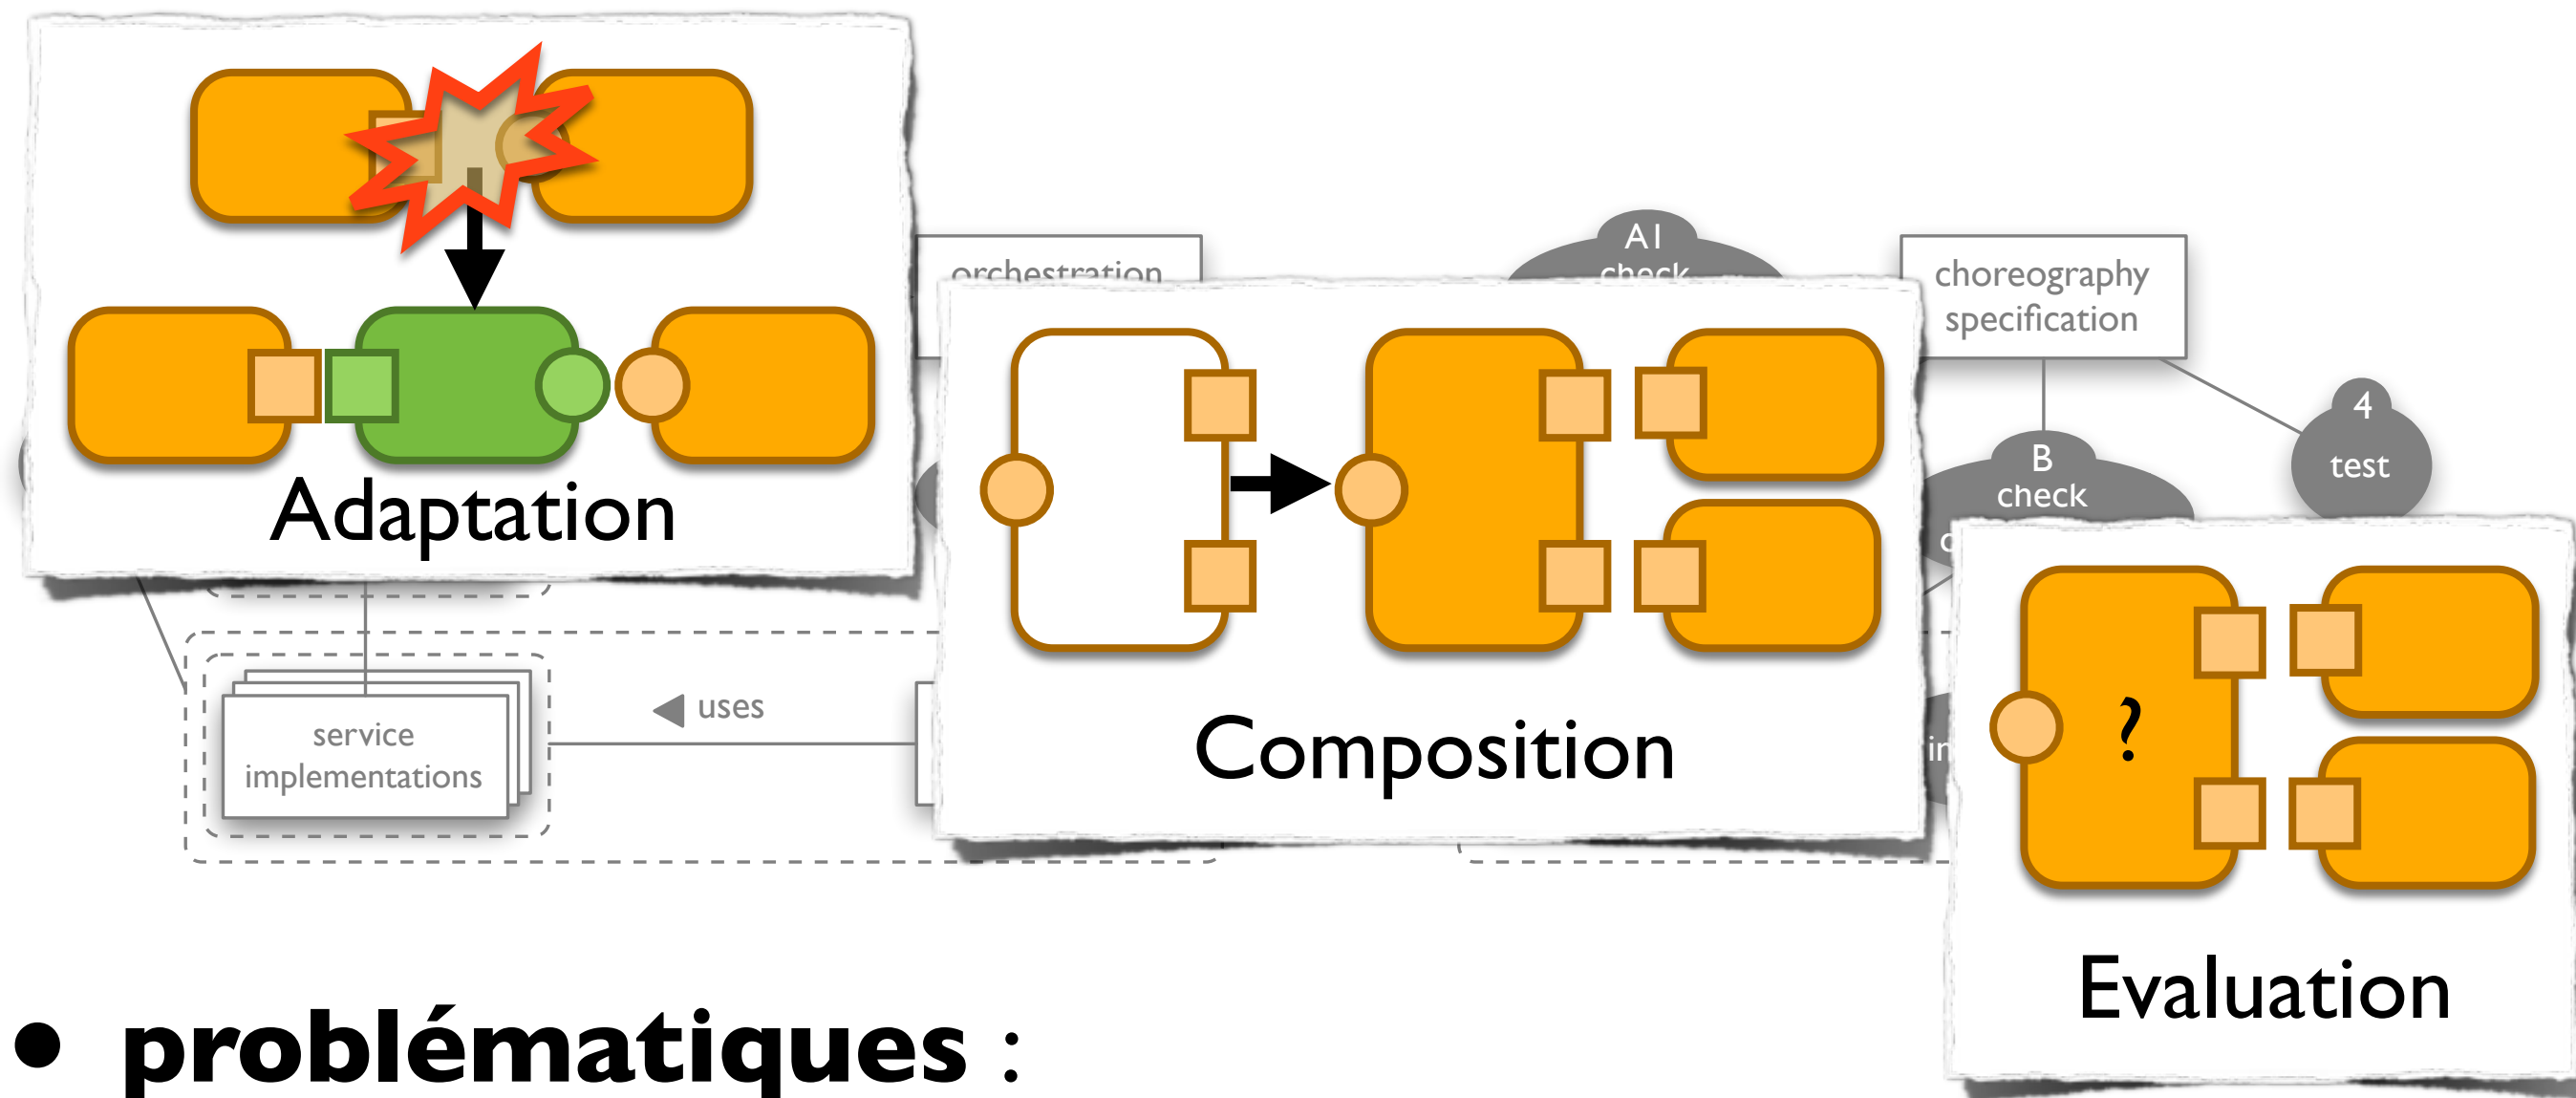 Adaptation
orchestration
A1
check
choreography
specification
4
test
B
check
Composition
uses
service
implementations
?
Evaluation
• problématiques :